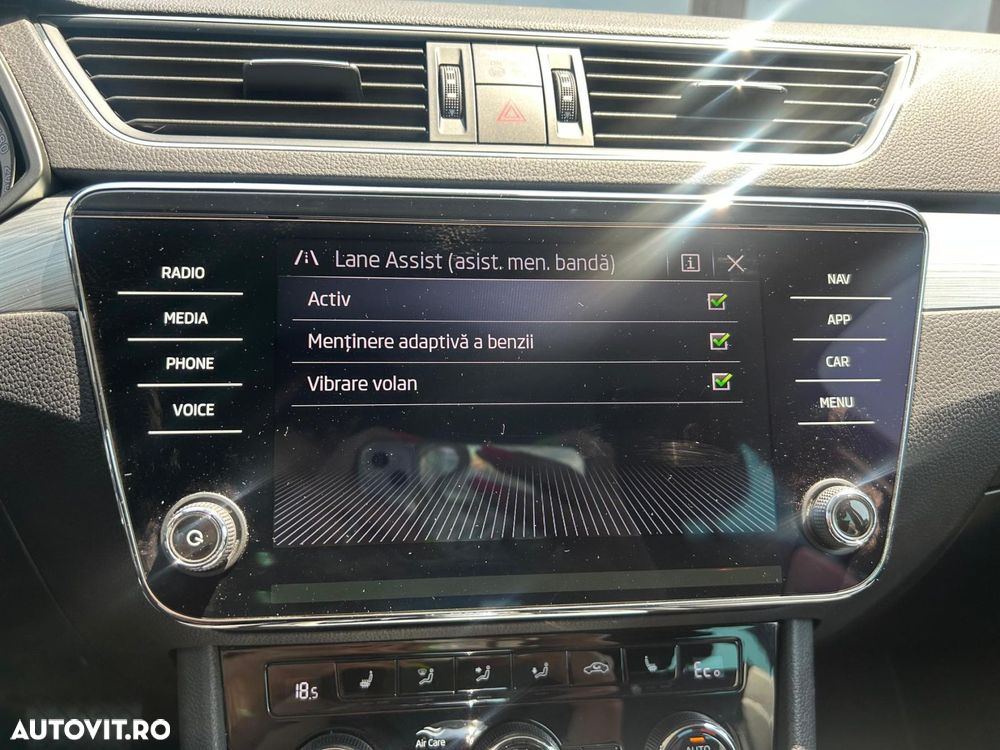 RADIO
MEDIA
PHONE
VOICE
Lane Assist (asist. men. bandă)
Activ
Menținere adaptivă a benzii
Vibrare volan
NAV
APP
CAR
MENU
18.5
Eco
Air Care
AUTO
AUTOVIT.RO